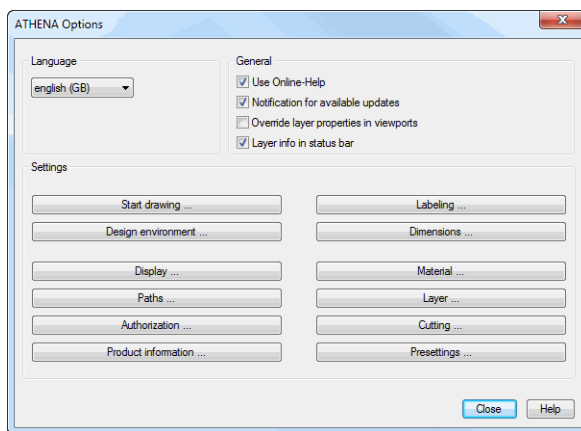 ATHENA Options
Language
english (GB)
General
Use Online-Help
Notification for available updates
Override layer properties in viewports
Layer info in status bar
Settings
Start drawing ...
Labeling ...
Design environment ...
Dimensions ...
Display ...
Material ...
Paths ...
Layer ...
Authorization ...
Cutting ...
Product information ...
Presettings ...
Close
Help